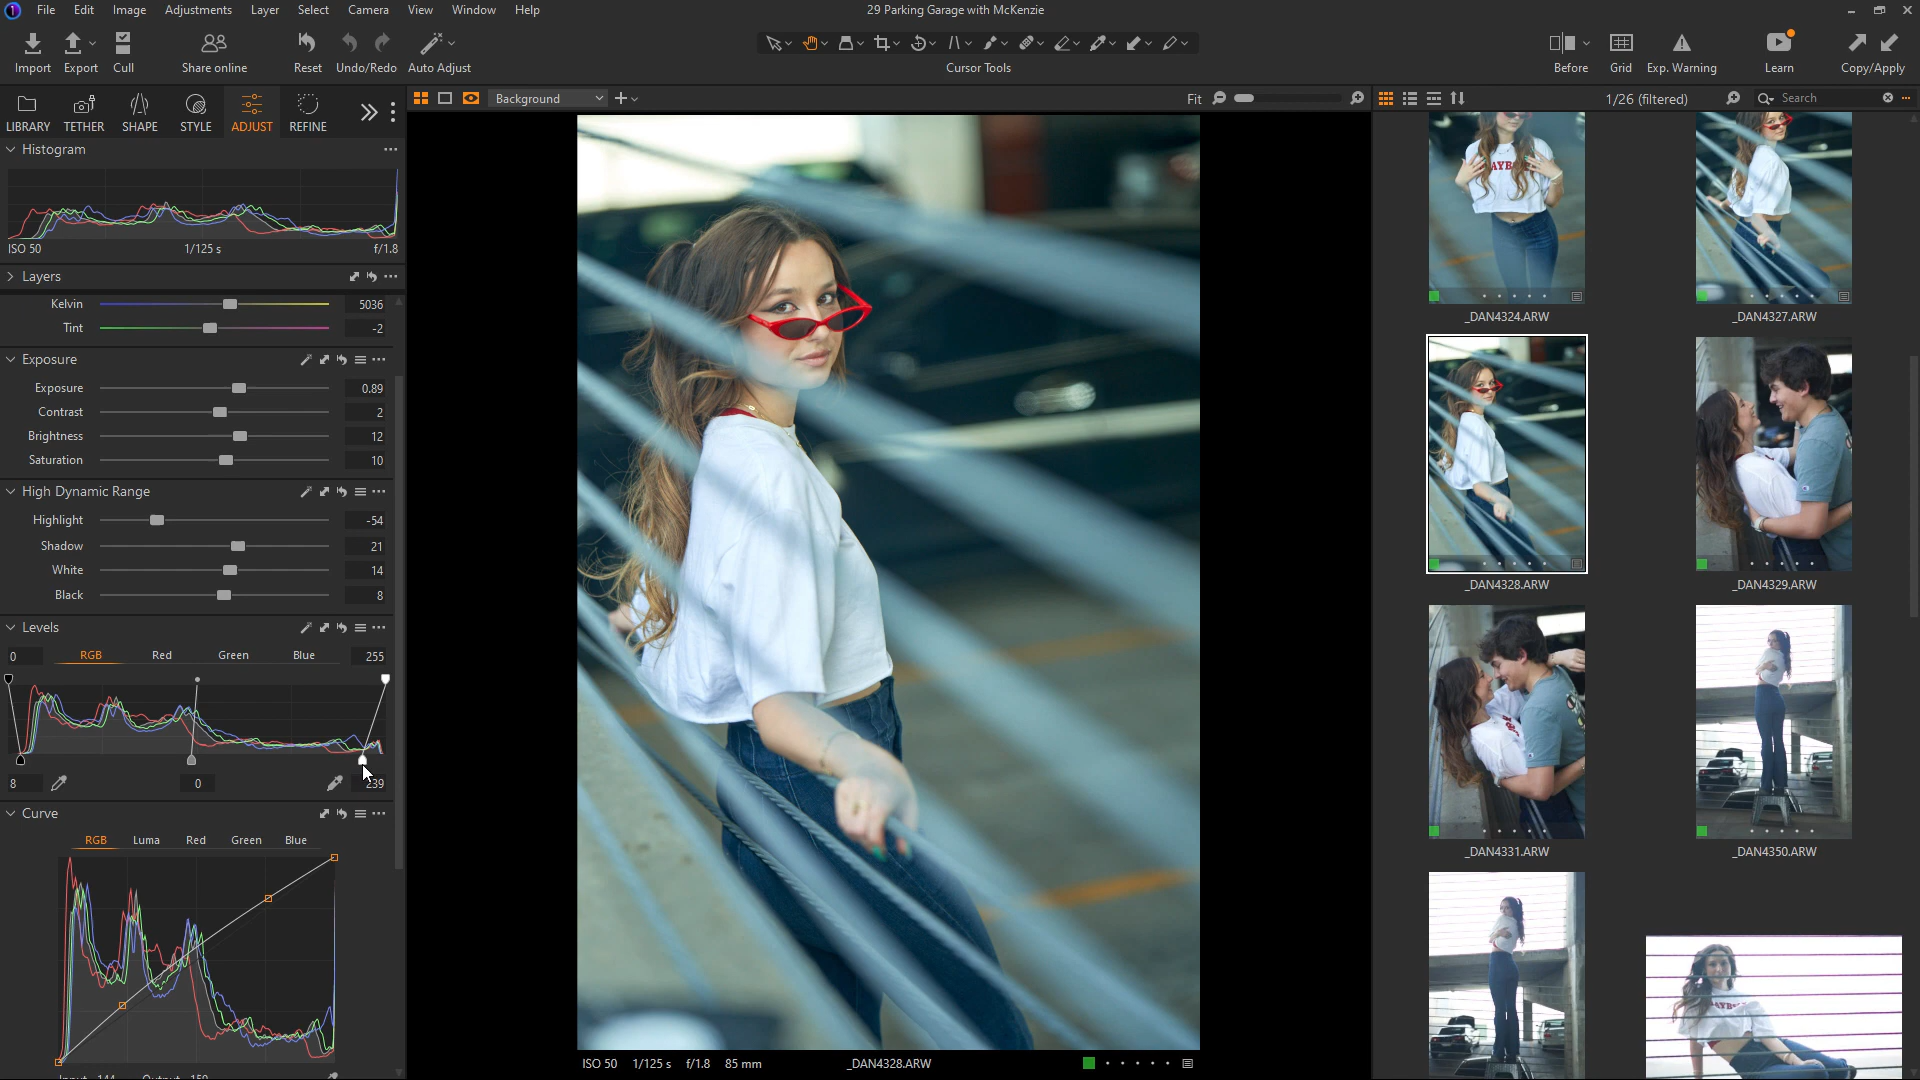 File Edit Image Adjustments Layer Select Camera View Window Help
29 Parking Garage with McKenzie
Import Export Cull Share online Reset Undo/Redo Auto Adjust
Cursor Tools
Before Grid Exp. Warning Learn Copy/Apply
LIBRARY TETHER SHAPE STYLE ADJUST REFINE
Background
Fit
1/26 (filtered)
Search
Histogram
ISO 50 1/125 s f/1.8
Layers
Kelvin 5036
Tint -2
Exposure
Exposure 0.89
Contrast 2
Brightness 12
Saturation 10
High Dynamic Range
Highlight -54
Shadow 21
White 14
Black 8
Levels
0 RGB Red Green Blue 255
8 0 239
Curve
RGB Luma Red Green Blue
Input 144 Output 159
ISO 50 1/125 s f/1.8 85 mm _DAN4328.ARW
_DAN4324.ARW _DAN4327.ARW
_DAN4328.ARW _DAN4329.ARW
_DAN4331.ARW _DAN4350.ARW